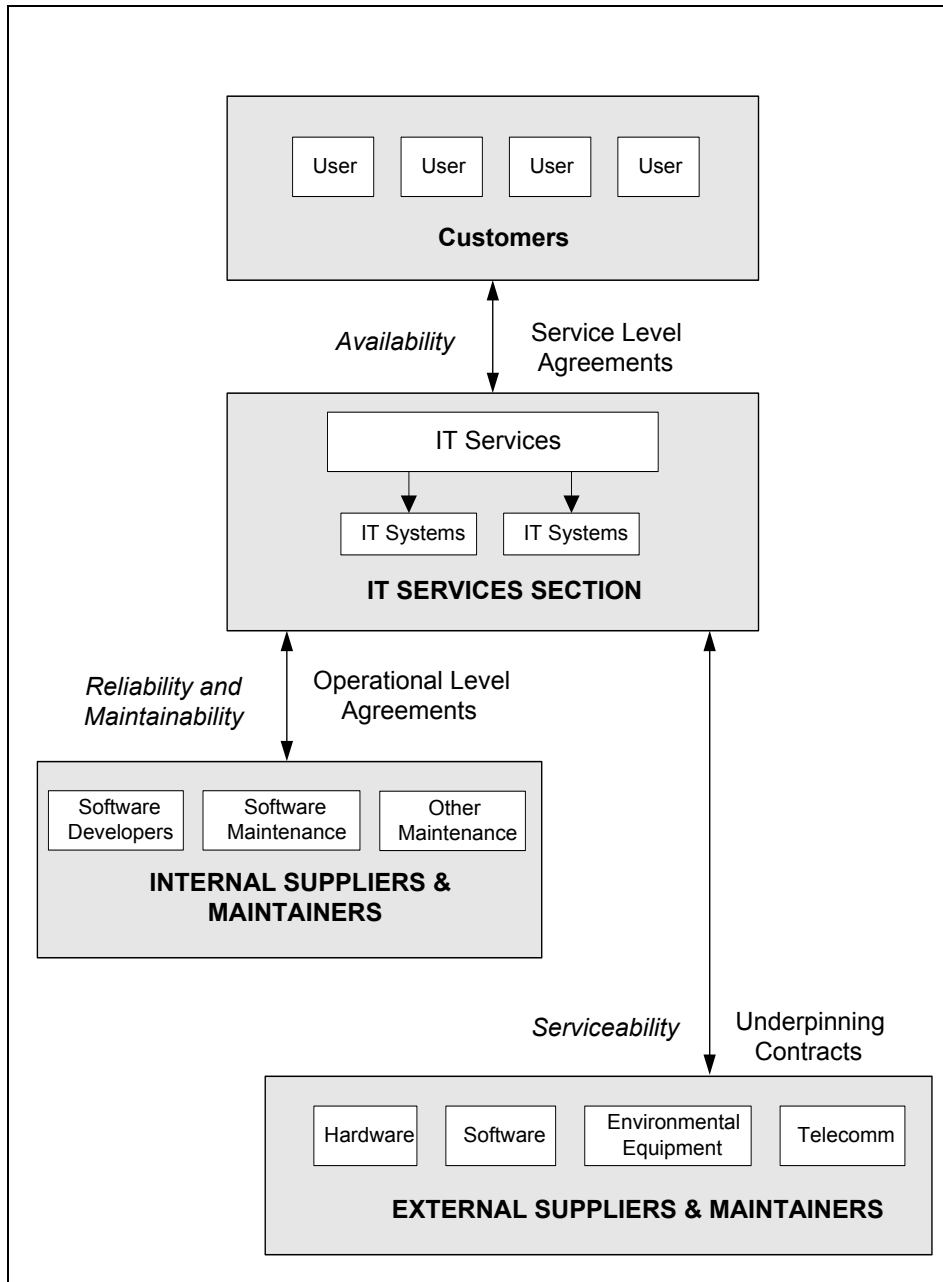 User
User
User
User
Customers
Availability
Service Level
Agreements
IT Services
IT Systems
IT Systems
IT SERVICES SECTION
Reliability and
Maintainability
Operational Level
Agreements
Software
Developers
Software
Maintenance
Other
Maintenance
INTERNAL SUPPLIERS &
MAINTAINERS
Serviceability
Underpinning
Contracts
Hardware
Software
Environmental
Equipment
Telecomm
EXTERNAL SUPPLIERS & MAINTAINERS